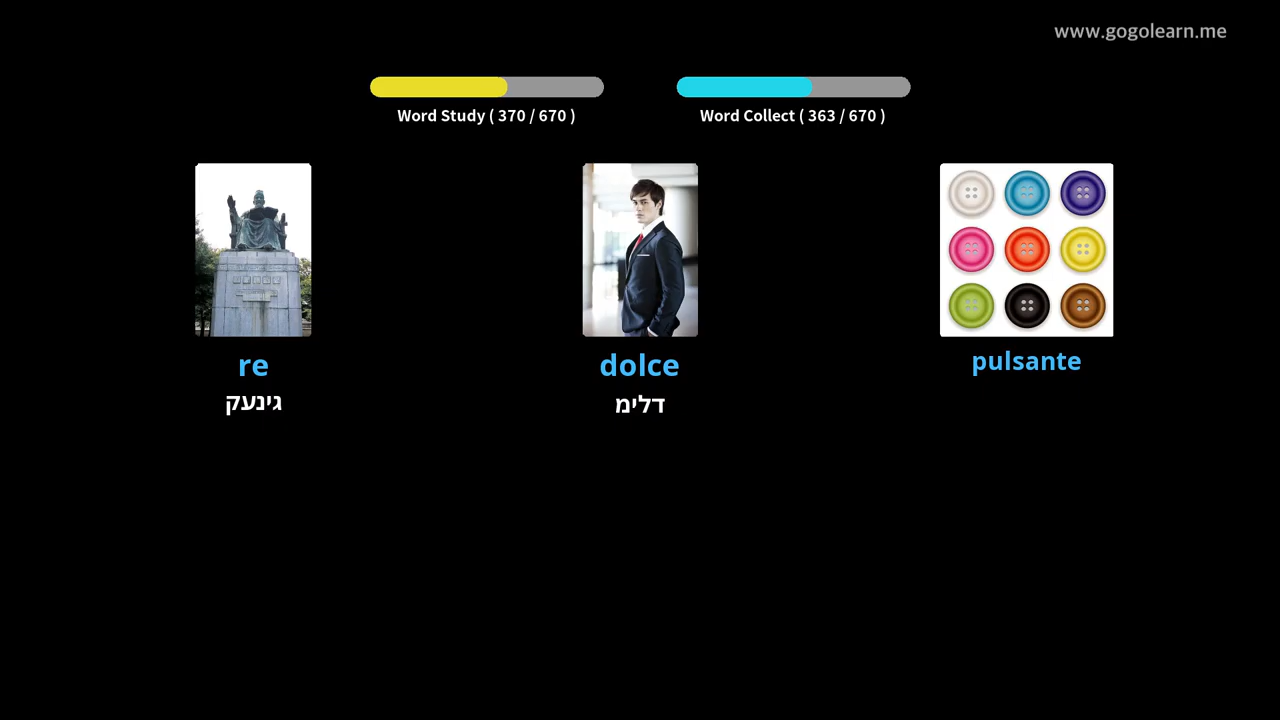 www.gogolearn.me
Word Study ( 370 / 670 )
Word Collect ( 363 / 670 )
re
dolce
pulsante
גינעק
דלימ